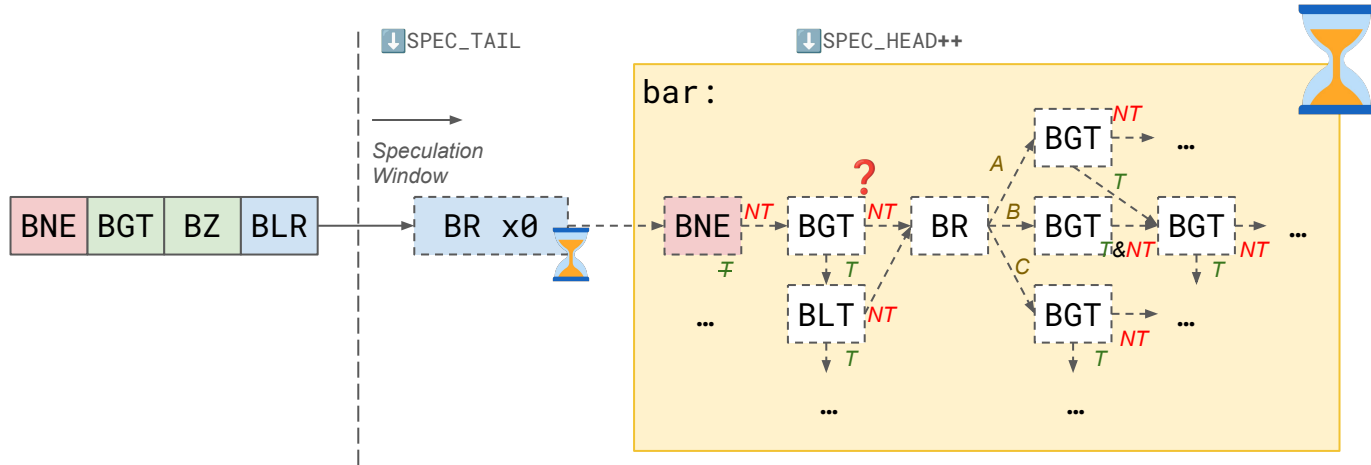 ⬇️SPEC_TAIL
⬇️SPEC_HEAD++
bar:
Speculation
Window
BNE BGT BZ BLR
BR x0
BNE
NT
T
...
BGT
❓
NT
T
BLT
NT
T
...
BR
A
B
C
BGT
NT
...
T
BGT
T&NT
BGT
NT
...
T
...
BGT
NT
...
T
...